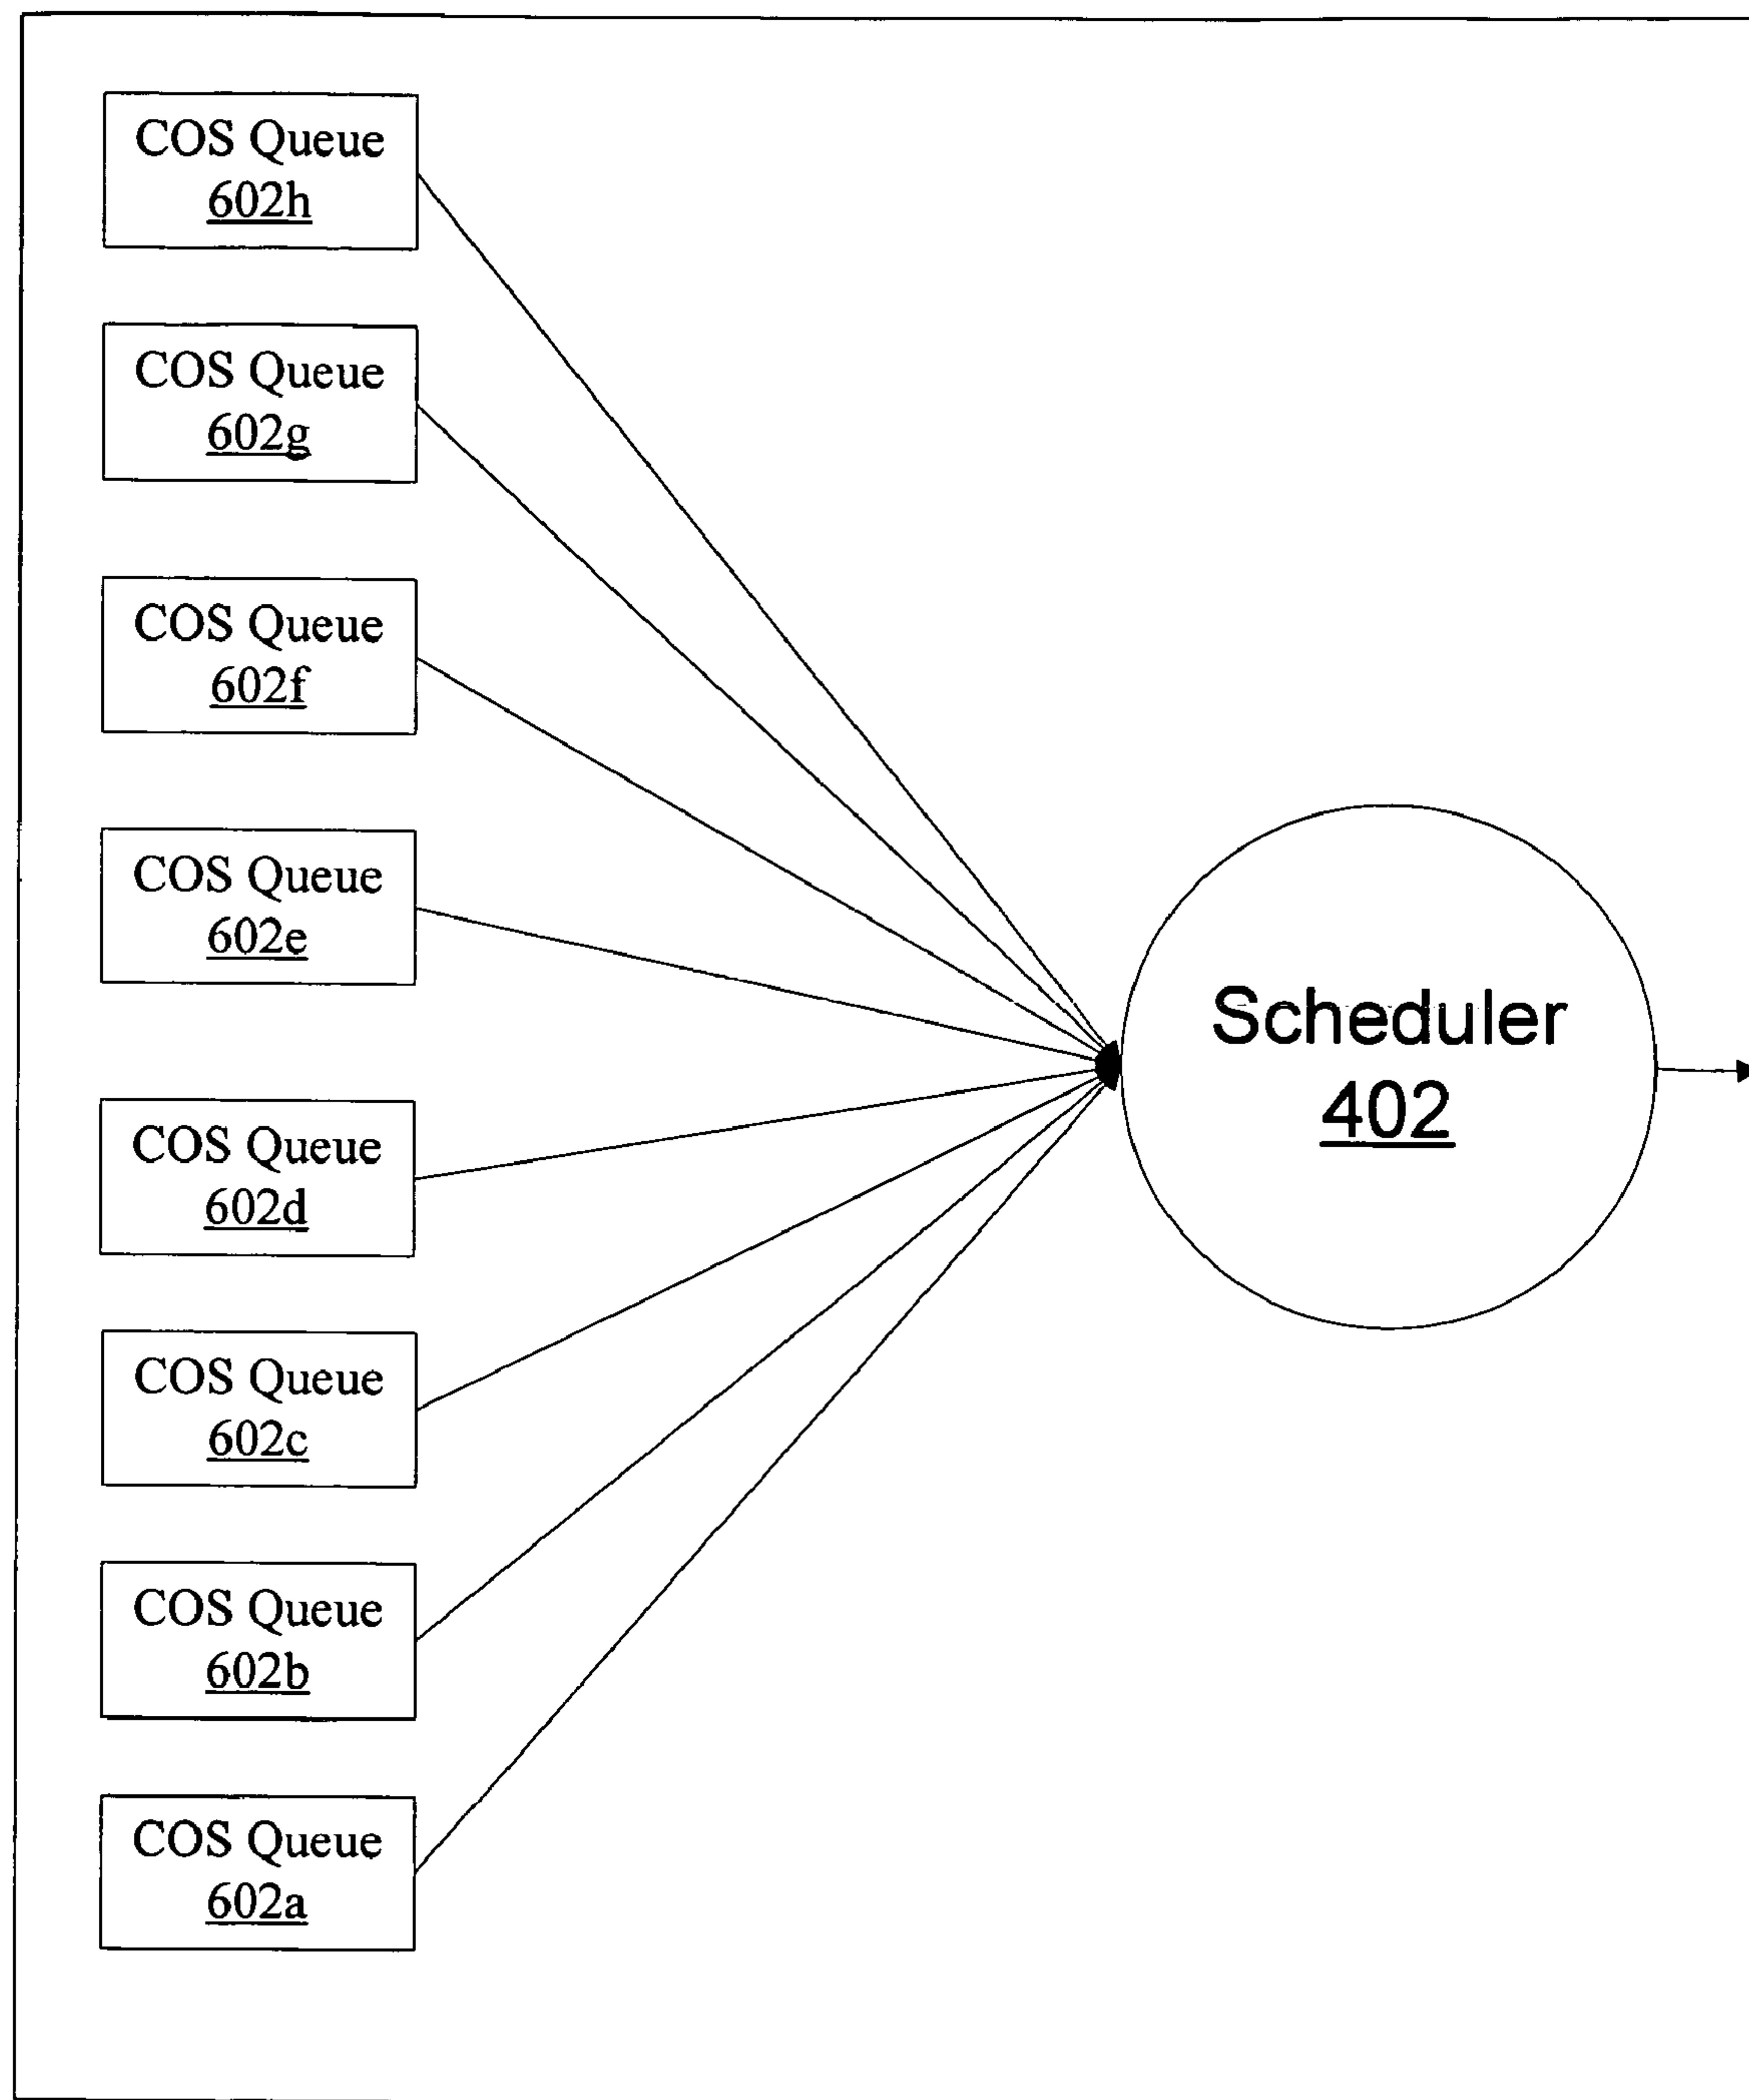 COS Queue
602h
COS Queue
602g
COS Queue
602f
COS Queue
602e
Scheduler
402
COS Queue
602d
COS Queue
602c
COS Queue
602b
COS Queue
602a